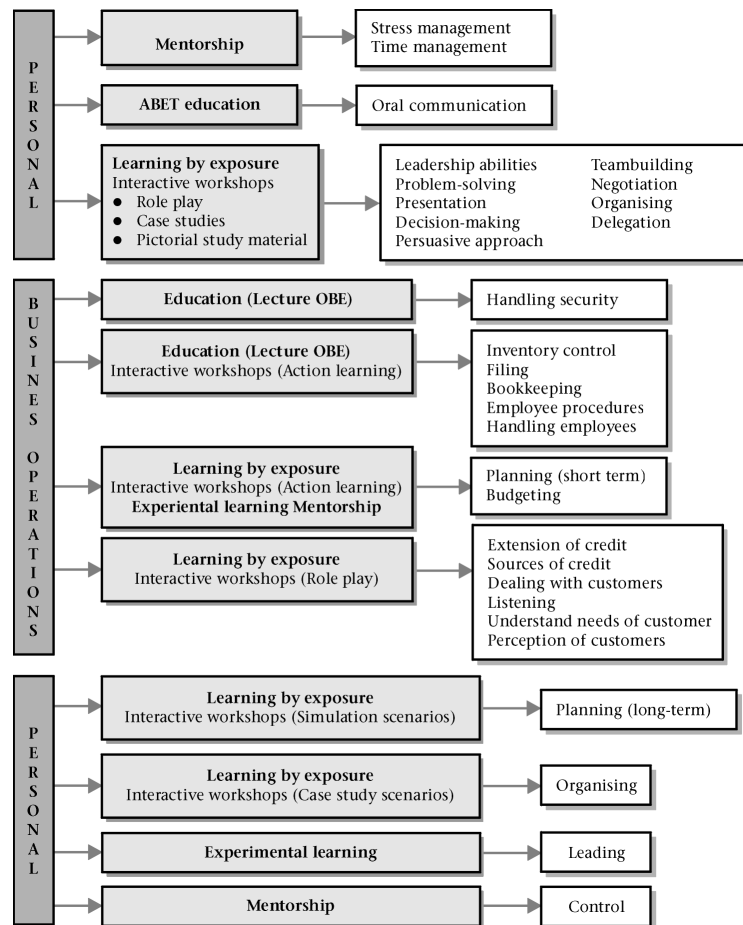 PERSONAL
Mentorship
Stress management
Time management
ABET education
Oral communication
Learning by exposure
Interactive workshops
● Role play
● Case studies
● Pictorial study material
Leadership abilities
Problem-solving
Presentation
Decision-making
Persuasive approach
Teambuilding
Negotiation
Organising
Delegation
BUSINES OPERATIONS
Education (Lecture OBE)
Handling security
Education (Lecture OBE)
Interactive workshops (Action learning)
Inventory control
Filing
Bookkeeping
Employee procedures
Handling employees
Learning by exposure
Interactive workshops (Action learning)
Experiental learning Mentorship
Planning (short term)
Budgeting
Learning by exposure
Interactive workshops (Role play)
Extension of credit
Sources of credit
Dealing with customers
Listening
Understand needs of customer
Perception of customers
PERSONAL
Learning by exposure
Interactive workshops (Simulation scenarios)
Planning (long-term)
Learning by exposure
Interactive workshops (Case study scenarios)
Organising
Experimental learning
Leading
Mentorship
Control